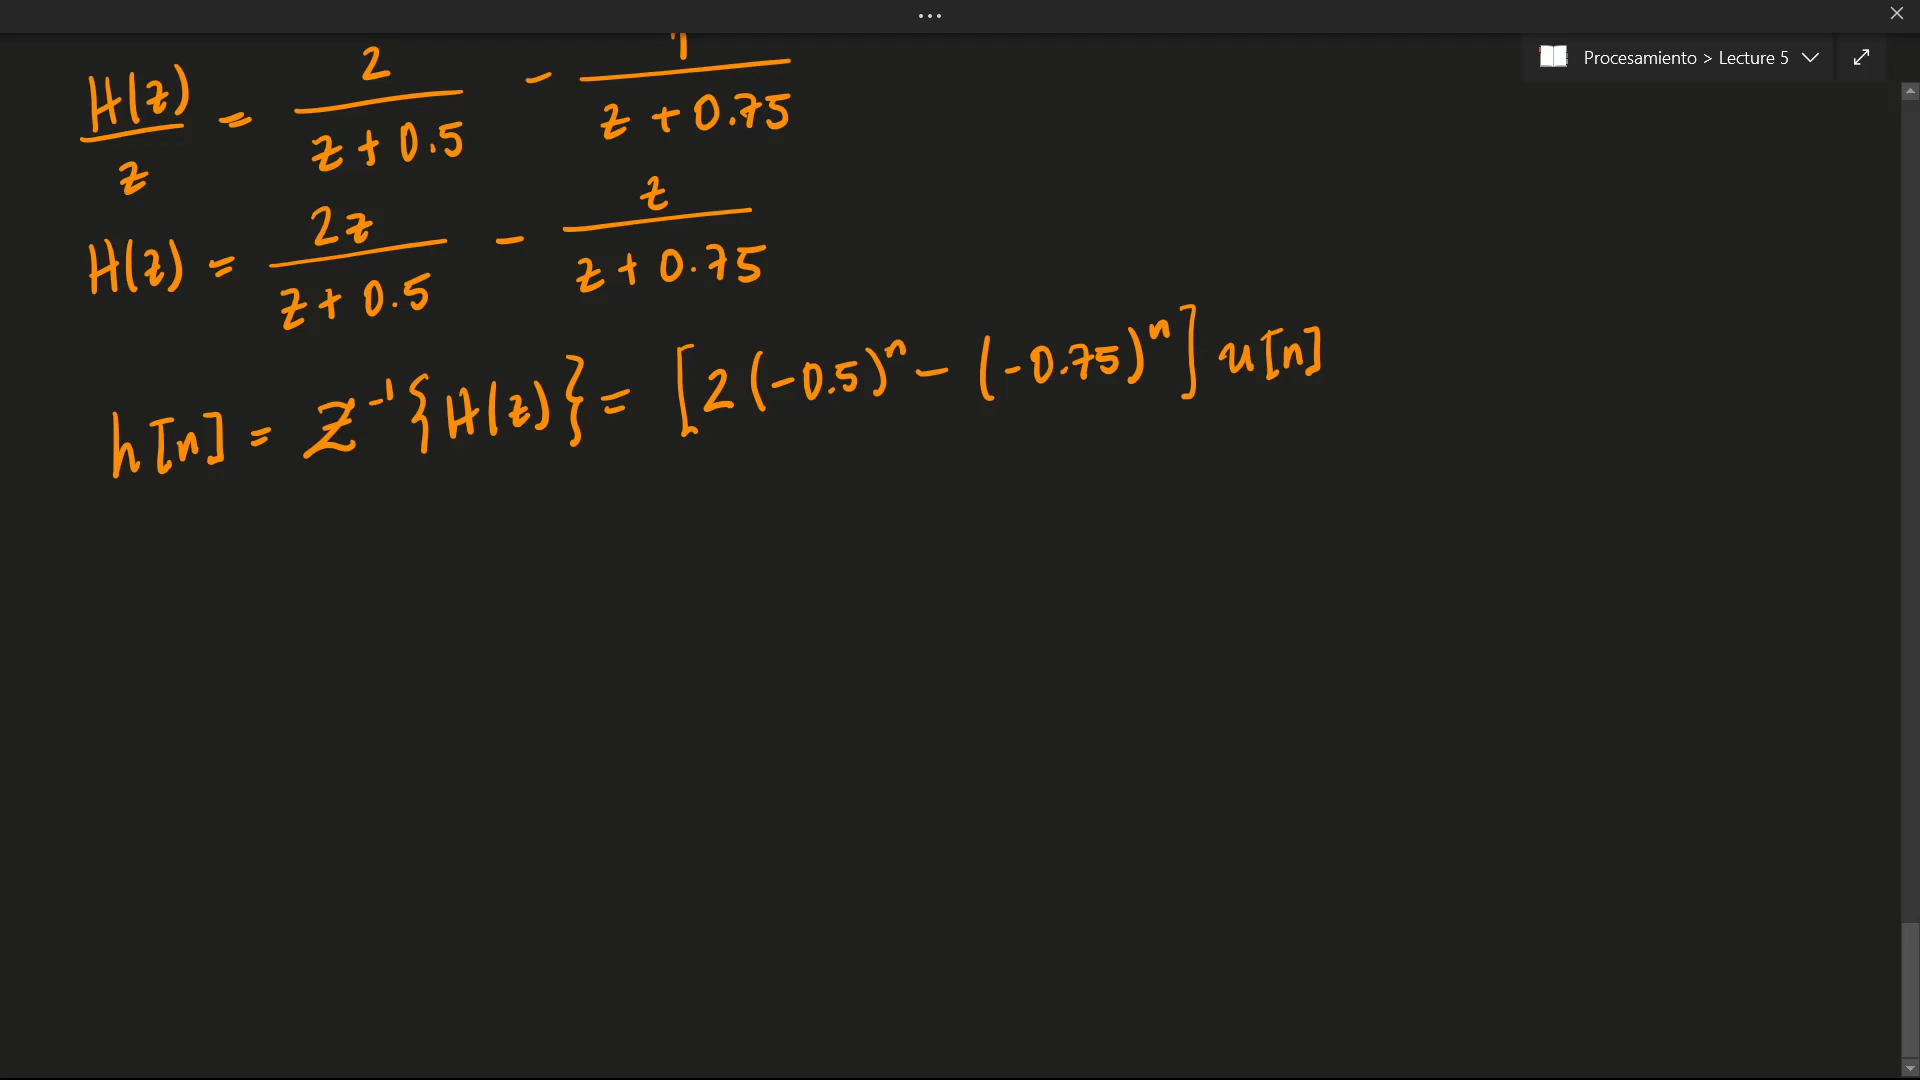 Procesamiento > Lecture 5
H(z)/z = 2/(z + 0.5) - 1/(z + 0.75)
H(z) = 2z/(z + 0.5) - z/(z + 0.75)
h[n] = Z⁻¹{H(z)} = [2(-0.5)ⁿ - (-0.75)ⁿ] u[n]